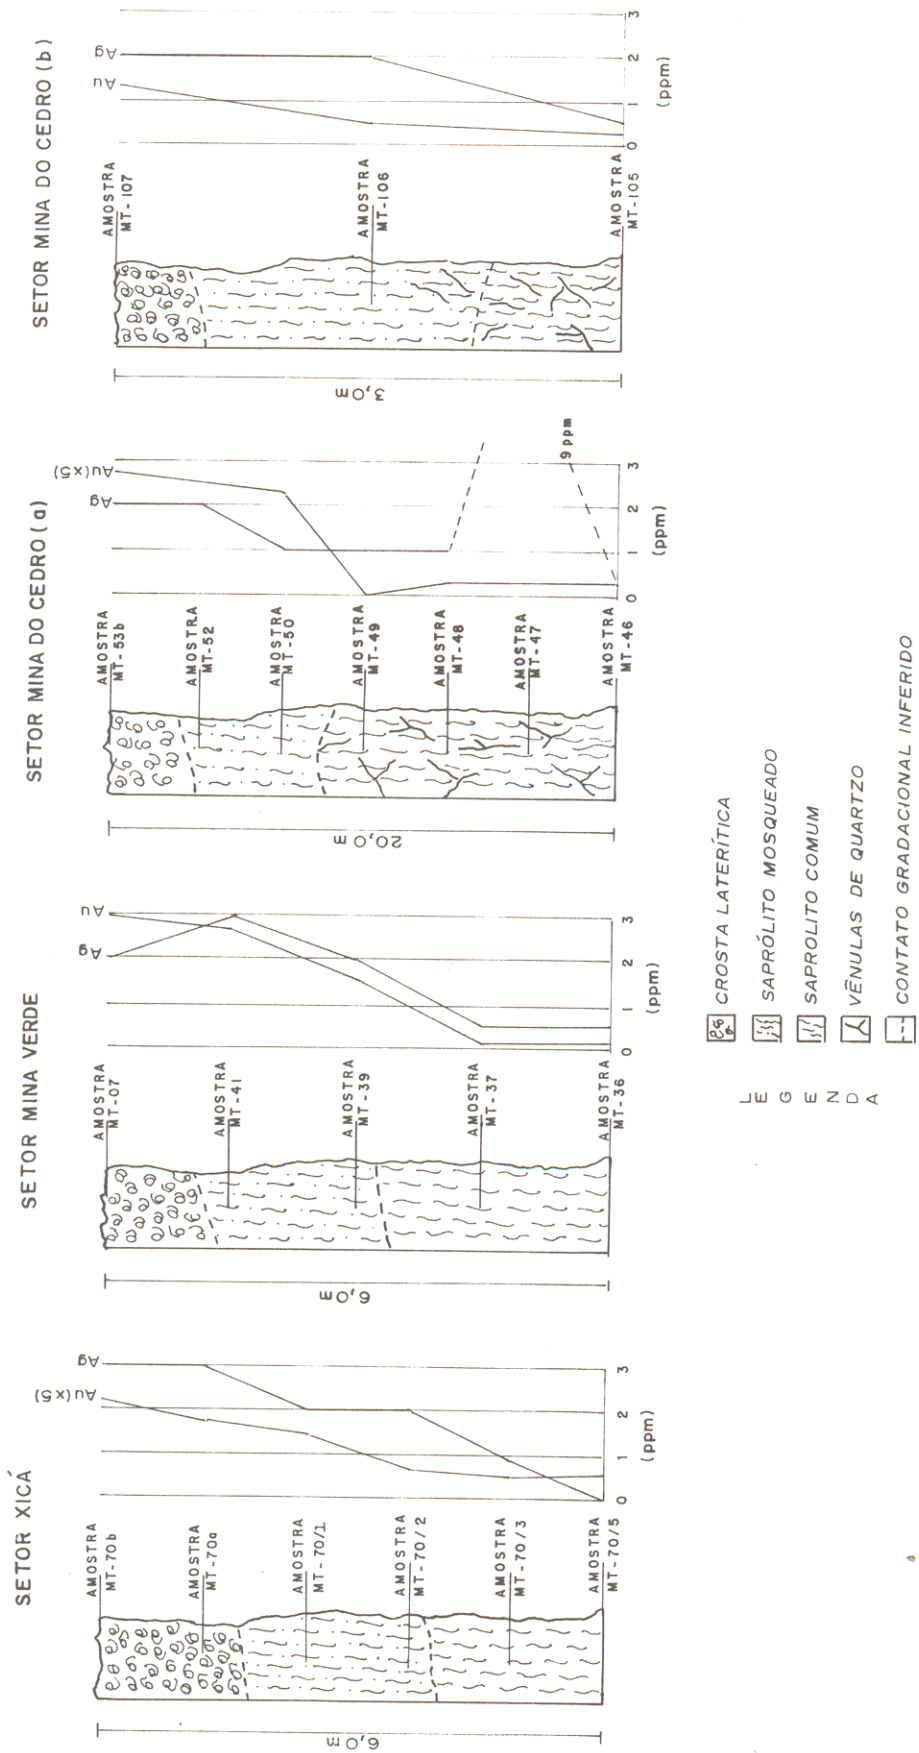 SETOR XICÁ
AMOSTRA
MT-70b
AMOSTRA
MT-70a
AMOSTRA
MT-70/1
AMOSTRA
MT-70/2
AMOSTRA
MT-70/3
AMOSTRA
MT-70/5
6,0m
Au(x5)
Ag
0 1 2 3
(ppm)
SETOR MINA VERDE
AMOSTRA
MT-07
AMOSTRA
MT-41
AMOSTRA
MT-39
AMOSTRA
MT-37
AMOSTRA
MT-36
6,0m
Ag
Au
0 1 2 3
(ppm)
SETOR MINA DO CEDRO (a)
AMOSTRA
MT-53b
AMOSTRA
MT-52
AMOSTRA
MT-50
AMOSTRA
MT-49
AMOSTRA
MT-48
AMOSTRA
MT-47
AMOSTRA
MT-46
20,0m
Ag
Au(x5)
9 ppm
0 1 2 3
(ppm)
SETOR MINA DO CEDRO (b)
AMOSTRA
MT-107
AMOSTRA
MT-106
AMOSTRA
MT-105
3,0m
Au
Ag
0 1 2 3
(ppm)
LEGENDA
CROSTA LATERÍTICA
SAPRÓLITO MOSQUEADO
SAPROLITO COMUM
VÊNULAS DE QUARTZO
CONTATO GRADACIONAL INFERIDO